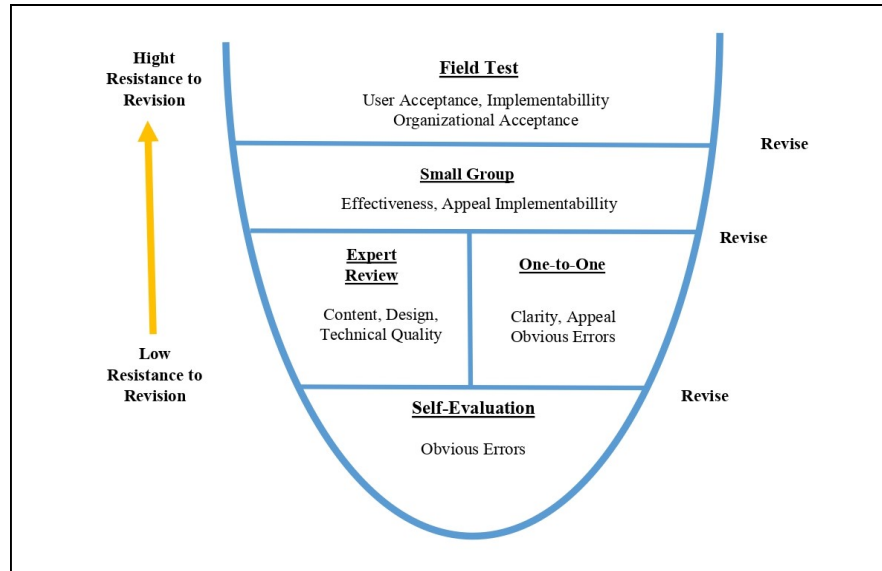 Hight
Resistance to
Revision
Field Test
User Acceptance, Implementabillity
Organizational Acceptance
Revise
Small Group
Effectiveness, Appeal Implementabillity
Revise
Expert
Review
Content, Design,
Technical Quality
One-to-One
Clarity, Appeal
Obvious Errors
Low
Resistance to
Revision
Revise
Self-Evaluation
Obvious Errors